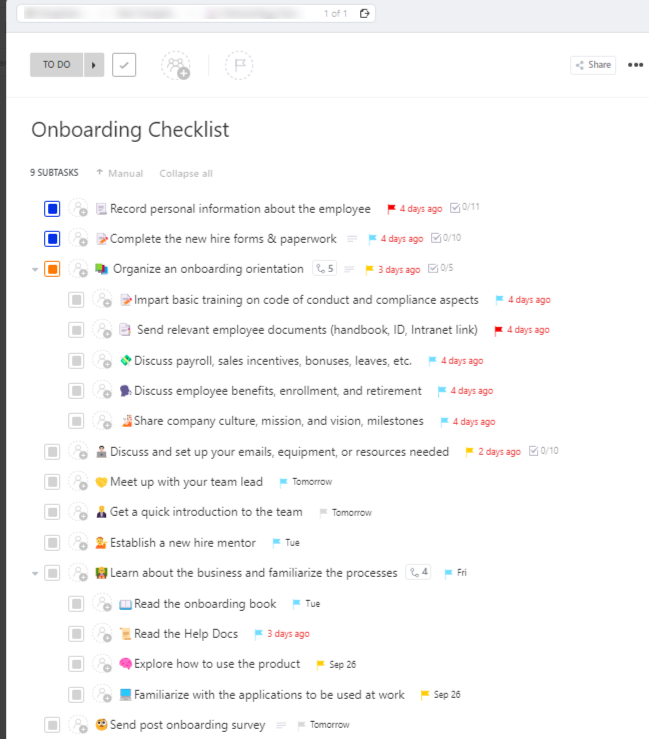 1 of 1
TO DO
Share
Onboarding Checklist
9 SUBTASKS Manual Collapse all
Record personal information about the employee 4 days ago 0/11
Complete the new hire forms & paperwork 4 days ago 0/10
Organize an onboarding orientation 5 3 days ago 0/5
Impart basic training on code of conduct and compliance aspects 4 days ago
Send relevant employee documents (handbook, ID, Intranet link) 4 days ago
Discuss payroll, sales incentives, bonuses, leaves, etc. 4 days ago
Discuss employee benefits, enrollment, and retirement 4 days ago
Share company culture, mission, and vision, milestones 4 days ago
Discuss and set up your emails, equipment, or resources needed 2 days ago 0/10
Meet up with your team lead Tomorrow
Get a quick introduction to the team Tomorrow
Establish a new hire mentor Tue
Learn about the business and familiarize the processes 4 Fri
Read the onboarding book Tue
Read the Help Docs 3 days ago
Explore how to use the product Sep 26
Familiarize with the applications to be used at work Sep 26
Send post onboarding survey Tomorrow